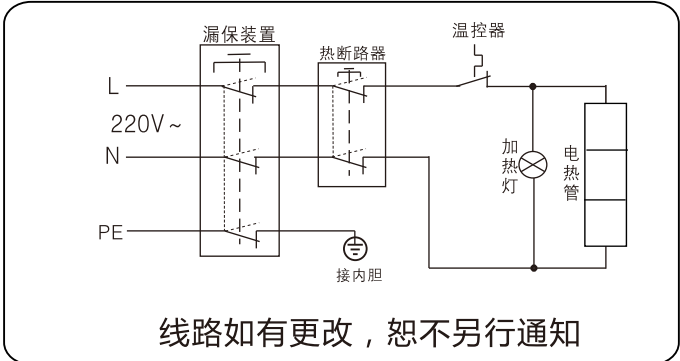 漏保装置
热断路器
温控器
L
220V~
N
PE
加热灯
电热管
接内胆
线路如有更改，恕不另行通知